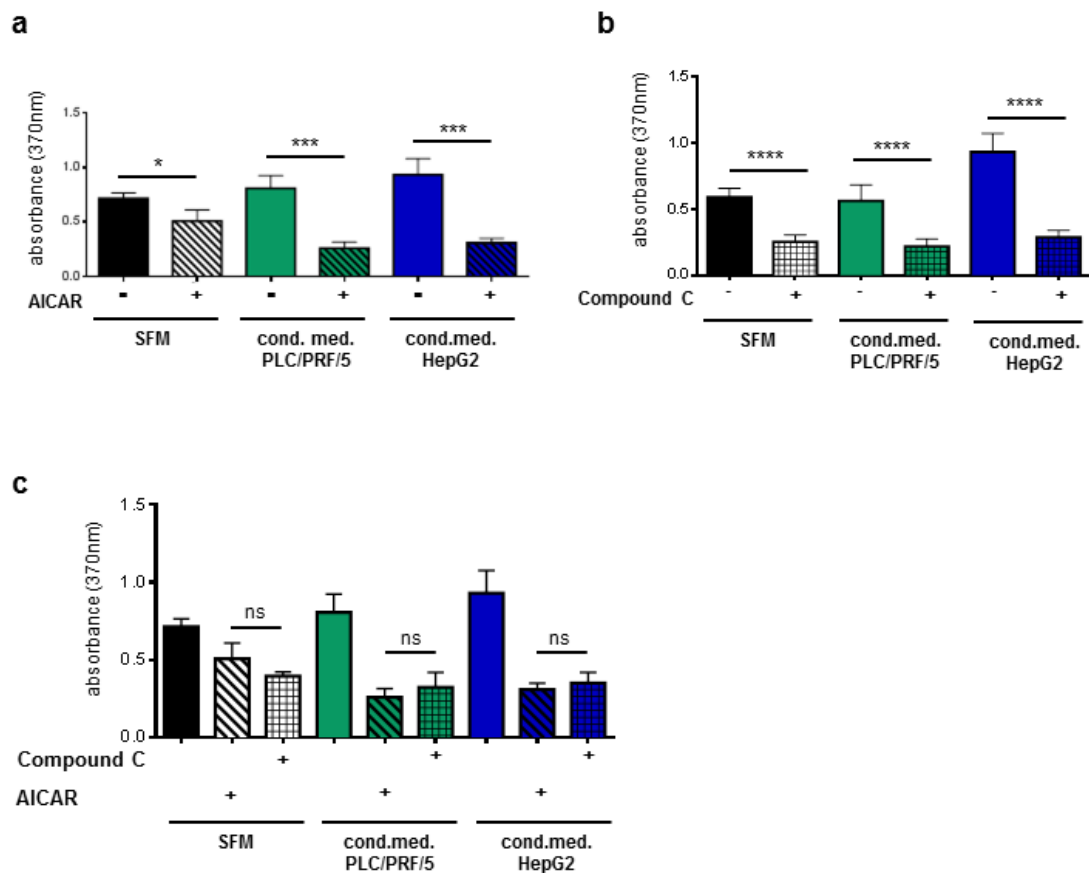 a
absorbance (370nm)
1.5
1.0
0.5
0.0
*
***
***
AICAR - + - + - +
SFM
cond. med.
PLC/PRF/5
cond.med.
HepG2
b
absorbance (370nm)
1.5
1.0
0.5
0.0
****
****
****
Compound C - + - + - +
SFM
cond.med.
PLC/PRF/5
cond.med.
HepG2
c
absorbance (370nm)
1.5
1.0
0.5
0.0
ns
ns
ns
Compound C + + +
AICAR + + +
SFM
cond.med.
PLC/PRF/5
cond.med.
HepG2